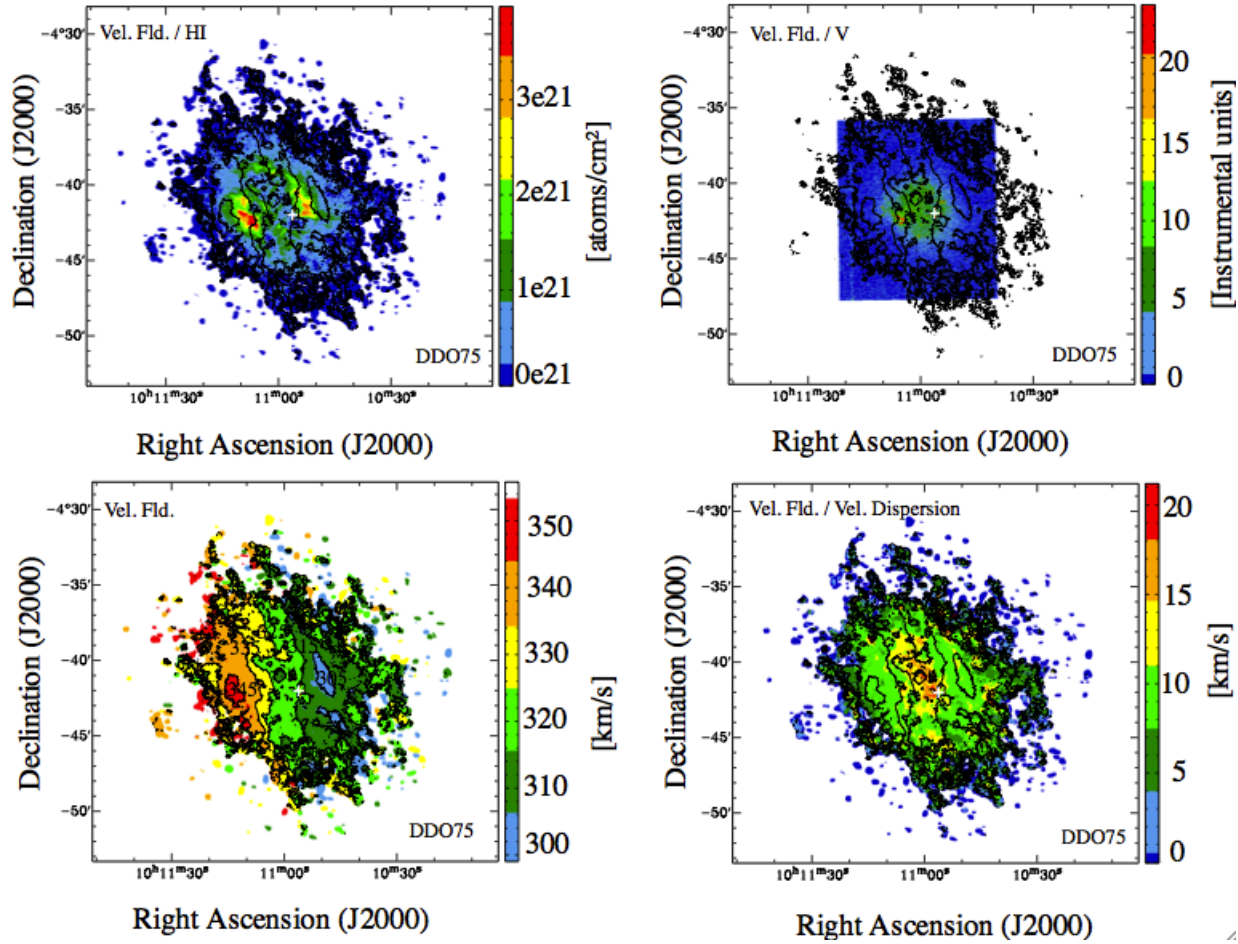 Vel. Fld. / HI
−4°30′
−35′
−40′
−45′
−50′
Declination (J2000)
DDO75
10ʰ11ᵐ30ˢ
11ᵐ00ˢ
10ᵐ30ˢ
Right Ascension (J2000)
3e21
2e21
1e21
0e21
[atoms/cm²]
Vel. Fld. / V
−4°30′
−35′
−40′
−45′
−50′
Declination (J2000)
DDO75
10ʰ11ᵐ30ˢ
11ᵐ00ˢ
10ᵐ30ˢ
Right Ascension (J2000)
20
15
10
5
0
[Instrumental units]
Vel. Fld.
−4°30′
−35′
−40′
−45′
−50′
Declination (J2000)
DDO75
10ʰ11ᵐ30ˢ
11ᵐ00ˢ
10ᵐ30ˢ
Right Ascension (J2000)
350
340
330
320
310
300
[km/s]
Vel. Fld. / Vel. Dispersion
−4°30′
−35′
−40′
−45′
−50′
Declination (J2000)
DDO75
10ʰ11ᵐ30ˢ
11ᵐ00ˢ
10ᵐ30ˢ
Right Ascension (J2000)
20
15
10
5
0
[km/s]